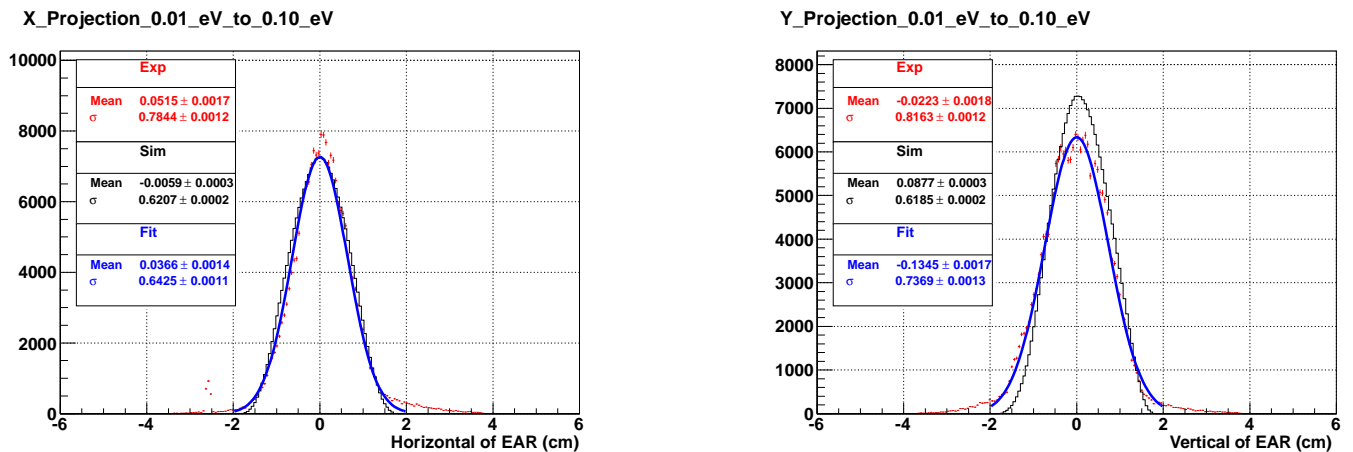 X_Projection_0.01_eV_to_0.10_eV
10000
8000
6000
4000
2000
0
-6 -4 -2 0 2 4 6
Horizontal of EAR (cm)
Exp
Mean 0.0515 ± 0.0017
σ 0.7844 ± 0.0012
Sim
Mean -0.0059 ± 0.0003
σ 0.6207 ± 0.0002
Fit
Mean 0.0366 ± 0.0014
σ 0.6425 ± 0.0011
Y_Projection_0.01_eV_to_0.10_eV
8000
7000
6000
5000
4000
3000
2000
1000
0
-6 -4 -2 0 2 4 6
Vertical of EAR (cm)
Exp
Mean -0.0223 ± 0.0018
σ 0.8163 ± 0.0012
Sim
Mean 0.0877 ± 0.0003
σ 0.6185 ± 0.0002
Fit
Mean -0.1345 ± 0.0017
σ 0.7369 ± 0.0013